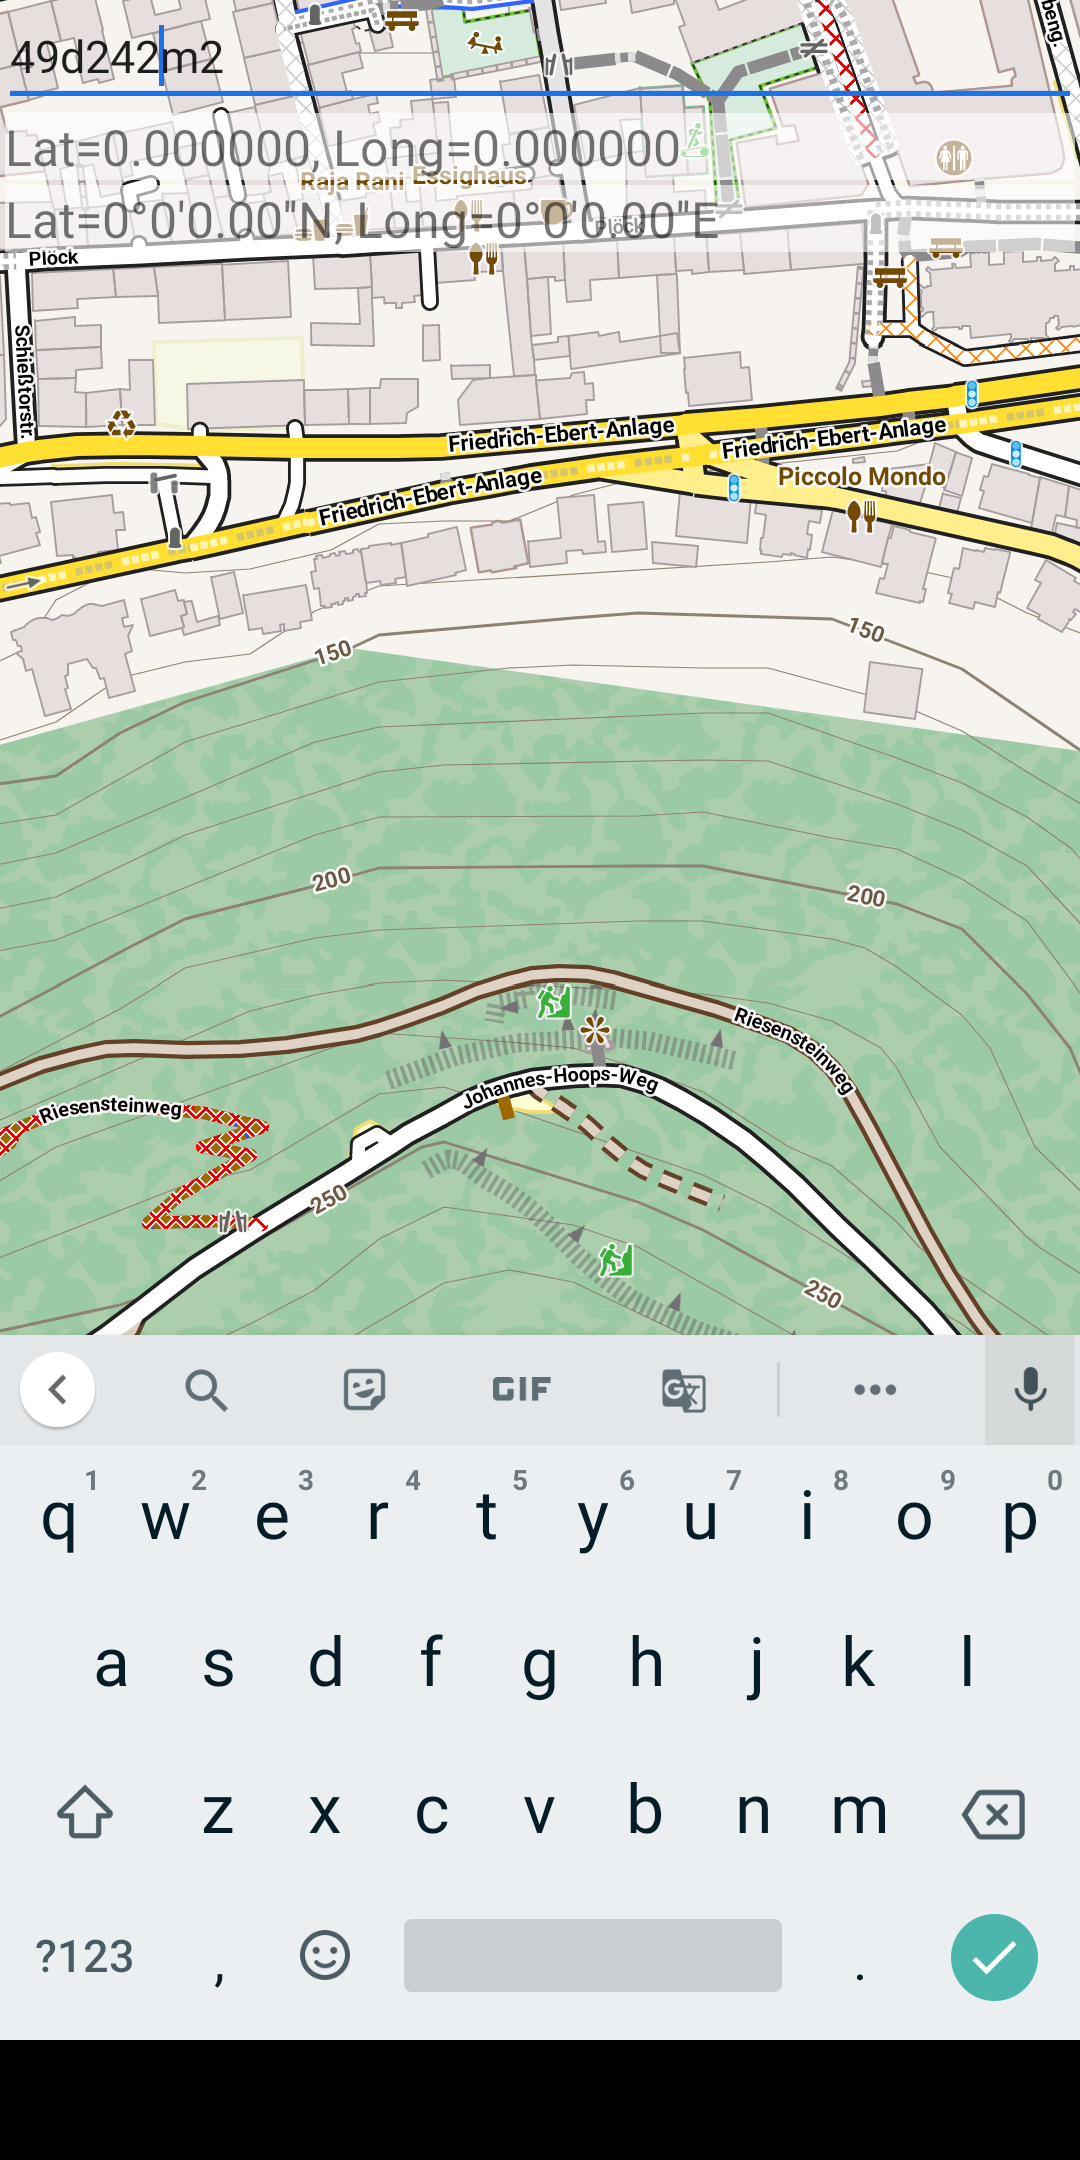 49d242m2
beng.
Lat=0.000000, Long=0.000000
Raja Rani
Essighaus
Lat=0°0'0.00"N, Long=0°0'0.00"E
Plöck
Plöck
Schießtorstr.
Friedrich-Ebert-Anlage
Friedrich-Ebert-Anlage
Friedrich-Ebert-Anlage
Piccolo Mondo
150
150
200
200
Riesensteinweg
Johannes-Hoops-Weg
Riesensteinweg
250
250
GIF
G
1 2 3 4 5 6 7 8 9 0
q w e r t y u i o p
a s d f g h j k l
z x c v b n m
?123 , .